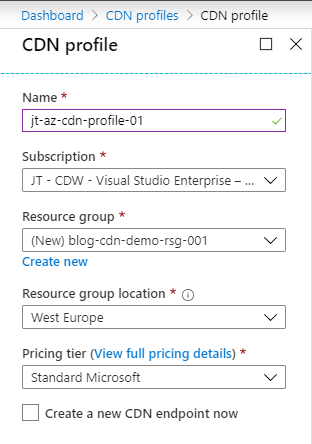 Dashboard > CDN profiles > CDN profile
CDN profile
Name *
jt-az-cdn-profile-01
Subscription *
JT - CDW - Visual Studio Enterprise – ...
Resource group *
(New) blog-cdn-demo-rsg-001
Create new
Resource group location *
West Europe
Pricing tier (View full pricing details) *
Standard Microsoft
Create a new CDN endpoint now